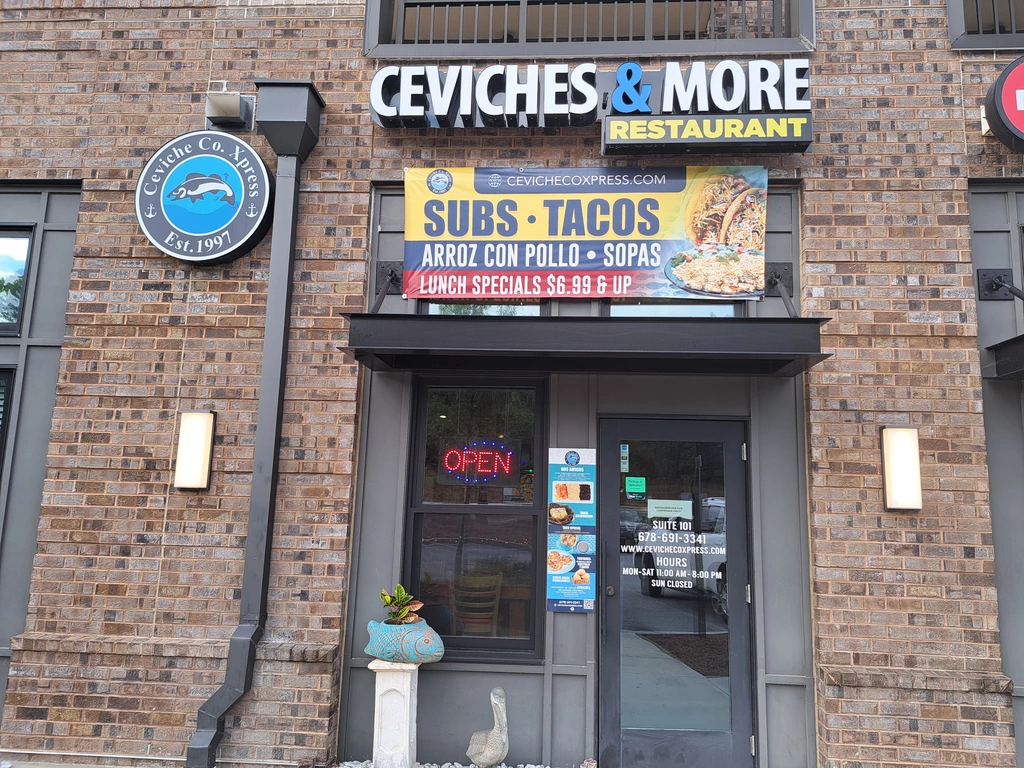 CEVICHES & MORE
RESTAURANT
Ceviche Co. Xpress
Est.1997
CEVICHECOXPRESS.COM
SUBS • TACOS
ARROZ CON POLLO • SOPAS
LUNCH SPECIALS $6.99 & UP
OPEN
SUITE 101
678-691-3341
WWW.CEVICHECOXPRESS.COM
HOURS
MON-SAT 11:00 AM - 8:00 PM
SUN CLOSED